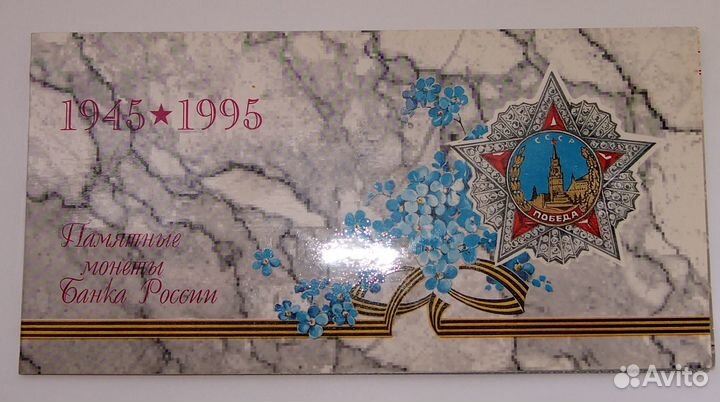 1945★1995
СССР
ПОБЕДА
Памятные
монеты
Банка России
Avito